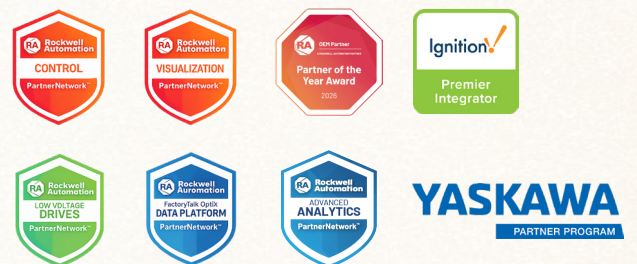 RA Rockwell
Automation
CONTROL
PartnerNetwork™
RA Rockwell
Automation
VISUALIZATION
PartnerNetwork™
RA OEM Partner
Partner of the
Year Award
2026
Ignition!
Premier
Integrator
RA Rockwell
Automation
LOW VOLTAGE
DRIVES
PartnerNetwork™
RA Rockwell
Automation
FactoryTalk Optix
DATA PLATFORM
PartnerNetwork™
RA Rockwell
Automation
ADVANCED
ANALYTICS
PartnerNetwork™
YASKAWA
PARTNER PROGRAM